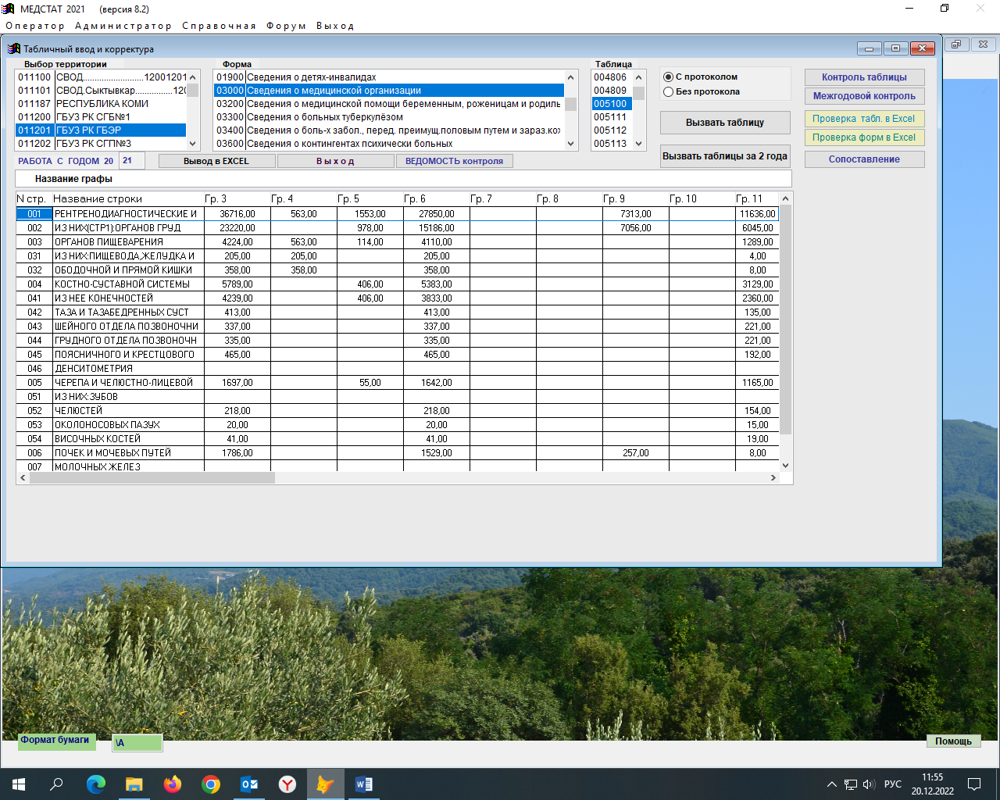 МЕДСТАТ 2021 (версия 8.2)
Оператор Администратор Справочная Форум Выход
Табличный ввод и корректура
Выбор территории Форма Таблица
011100 СВОД..........................12001201
011101 СВОД.Сыктывкар................120
011187 РЕСПУБЛИКА КОМИ
011200 ГБУЗ РК СГБ№1
011201 ГБУЗ РК ГБЭР
011202 ГБУЗ РК СГП№3
01900 Сведения о детях-инвалидах
03000 Сведения о медицинской организации
03200 Сведения о медицинской помощи беременным, роженицам и родиль
03300 Сведения о больных туберкулёзом
03400 Сведения о боль-х забол., перед. преимущ.половым путем и зараз.кож
03600 Сведения о контингентах психически больных
004806
004809
005100
005111
005112
005113
С протоколом
Без протокола
Вызвать таблицу
Вызвать таблицы за 2 года
Контроль таблицы
Межгодовой контроль
Проверка табл. в Excel
Проверка форм в Excel
Сопоставление
РАБОТА С ГОДОМ 20 21 Вывод в EXCEL В ы х о д ВЕДОМОСТЬ контроля
Название графы
N стр. Название строки Гр. 3 Гр. 4 Гр. 5 Гр. 6 Гр. 7 Гр. 8 Гр. 9 Гр. 10 Гр. 11
001 РЕНТРЕНОДИАГНОСТИЧЕСКИЕ И 36716,00 563,00 1553,00 27850,00 7313,00 11636,00
002 ИЗ НИХ(СТР1):ОРГАНОВ ГРУД 23220,00 978,00 15186,00 7056,00 6045,00
003 ОРГАНОВ ПИЩЕВАРЕНИЯ 4224,00 563,00 114,00 4110,00 1289,00
031 ИЗ НИХ:ПИЩЕВОДА,ЖЕЛУДКА И 205,00 205,00 205,00 4,00
032 ОБОДОЧНОЙ И ПРЯМОЙ КИШКИ 358,00 358,00 358,00 8,00
004 КОСТНО-СУСТАВНОЙ СИСТЕМЫ 5789,00 406,00 5383,00 3129,00
041 ИЗ НЕЕ КОНЕЧНОСТЕЙ 4239,00 406,00 3833,00 2360,00
042 ТАЗА И ТАЗАБЕДРЕННЫХ СУСТ 413,00 413,00 135,00
043 ШЕЙНОГО ОТДЕЛА ПОЗВОНОЧНИ 337,00 337,00 221,00
044 ГРУДНОГО ОТДЕЛА ПОЗВОНОЧН 335,00 335,00 221,00
045 ПОЯСНИЧНОГО И КРЕСТЦОВОГО 465,00 465,00 192,00
046 ДЕНСИТОМЕТРИЯ
005 ЧЕРЕПА И ЧЕЛЮСТНО-ЛИЦЕВОЙ 1697,00 55,00 1642,00 1165,00
051 ИЗ НИХ:ЗУБОВ
052 ЧЕЛЮСТЕЙ 218,00 218,00 154,00
053 ОКОЛОНОСОВЫХ ПАЗУХ 20,00 20,00 15,00
054 ВИСОЧНЫХ КОСТЕЙ 41,00 41,00 19,00
006 ПОЧЕК И МОЧЕВЫХ ПУТЕЙ 1786,00 1529,00 257,00 8,00
007 МОЛОЧНЫХ ЖЕЛЕЗ
Формат бумаги \A Помощь
РУС 11:55
20.12.2022